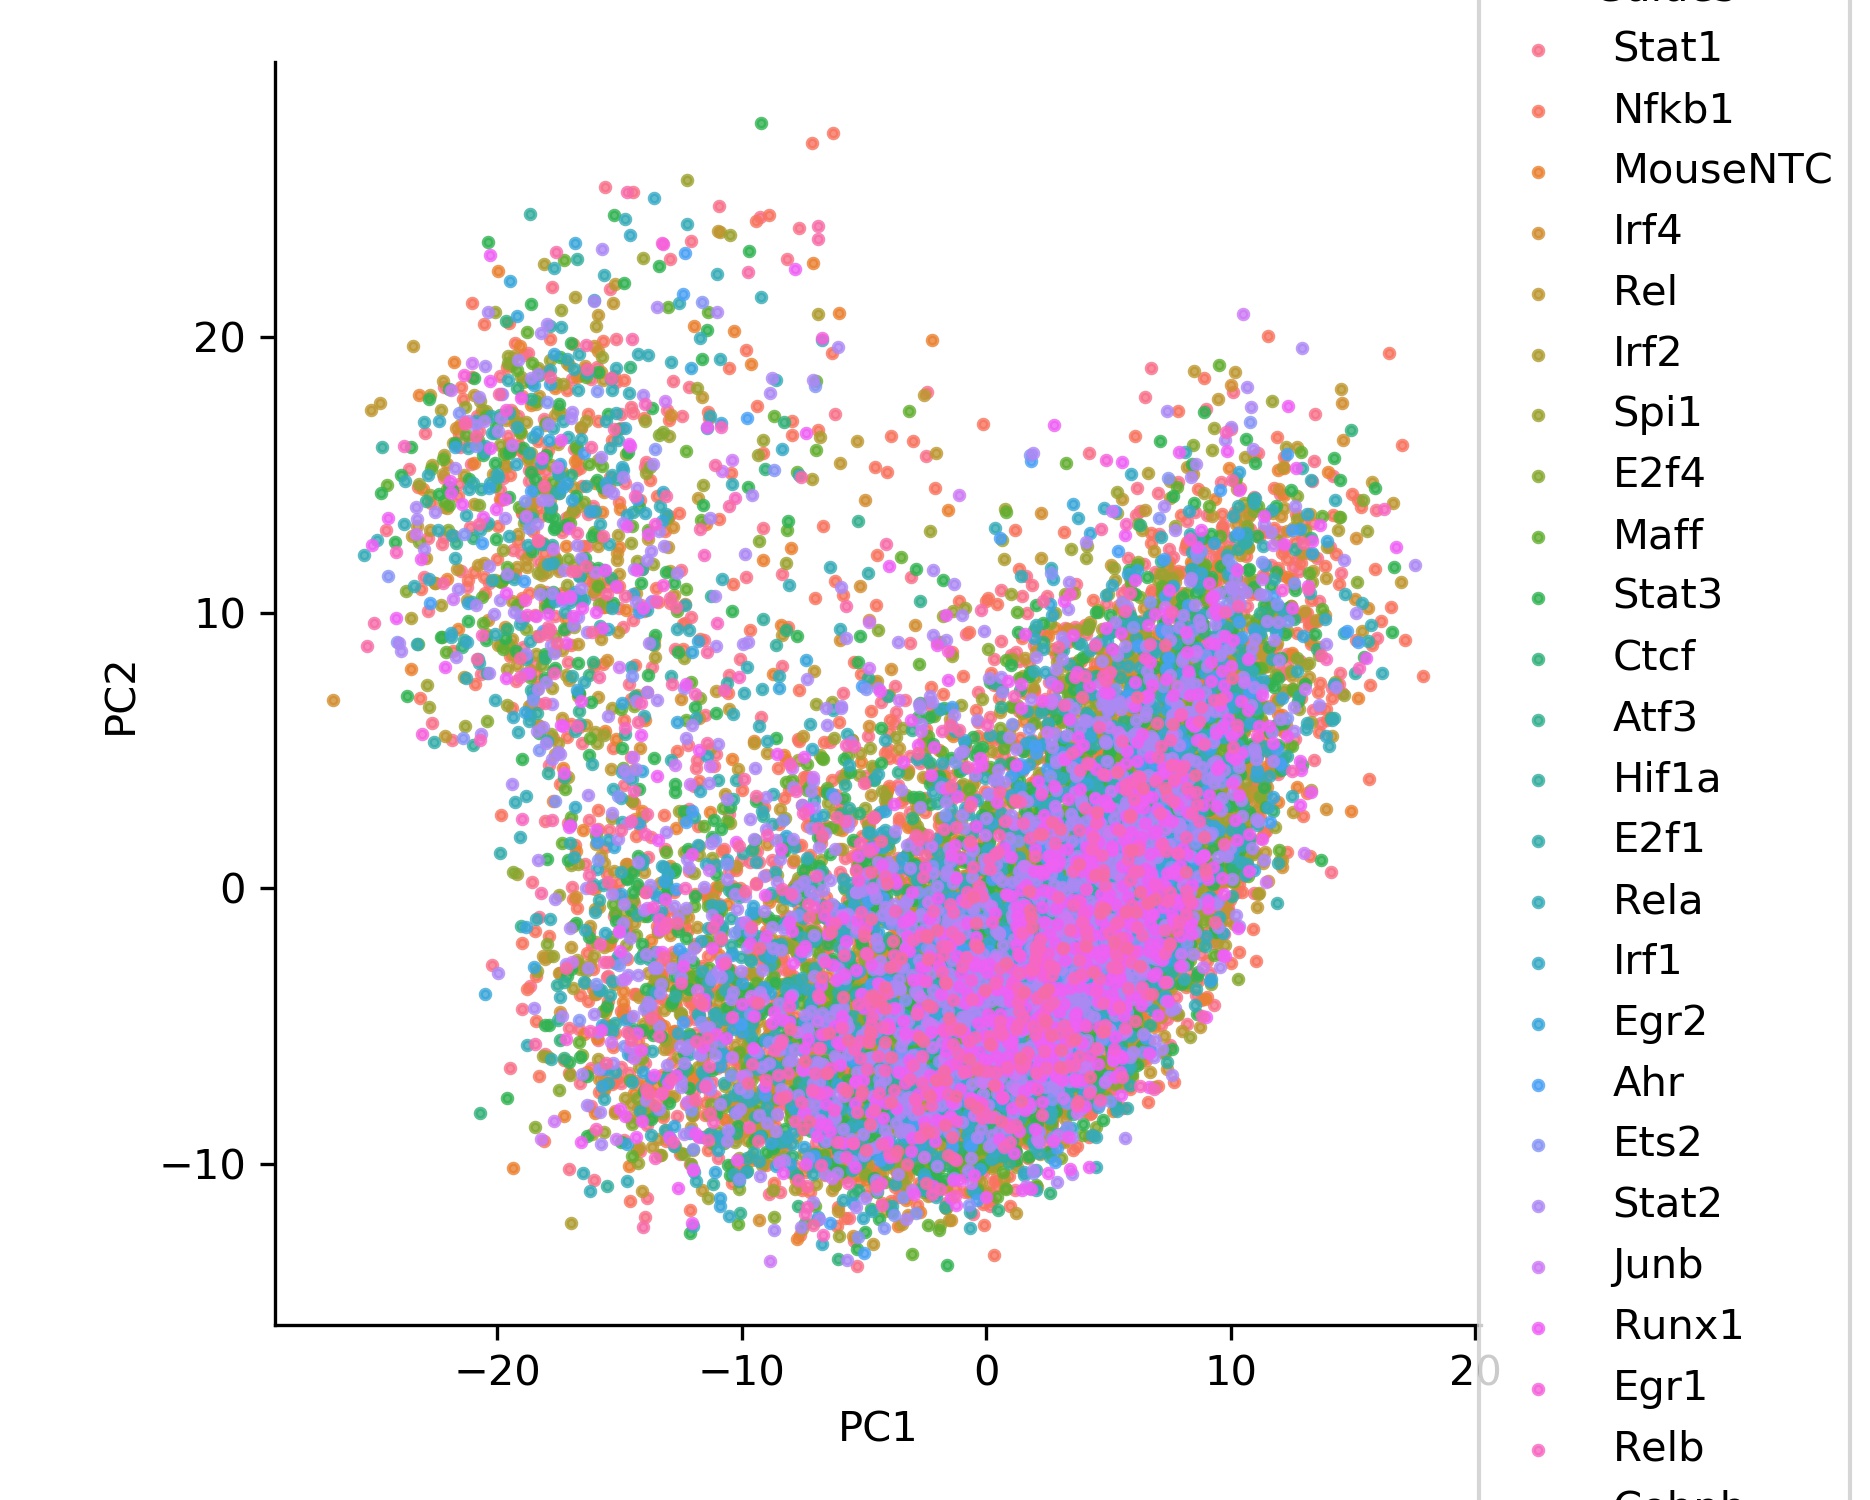 20
10
0
−10
PC2
−20
−10
0
10
20
PC1
Stat1
Nfkb1
MouseNTC
Irf4
Rel
Irf2
Spi1
E2f4
Maff
Stat3
Ctcf
Atf3
Hif1a
E2f1
Rela
Irf1
Egr2
Ahr
Ets2
Stat2
Junb
Runx1
Egr1
Relb